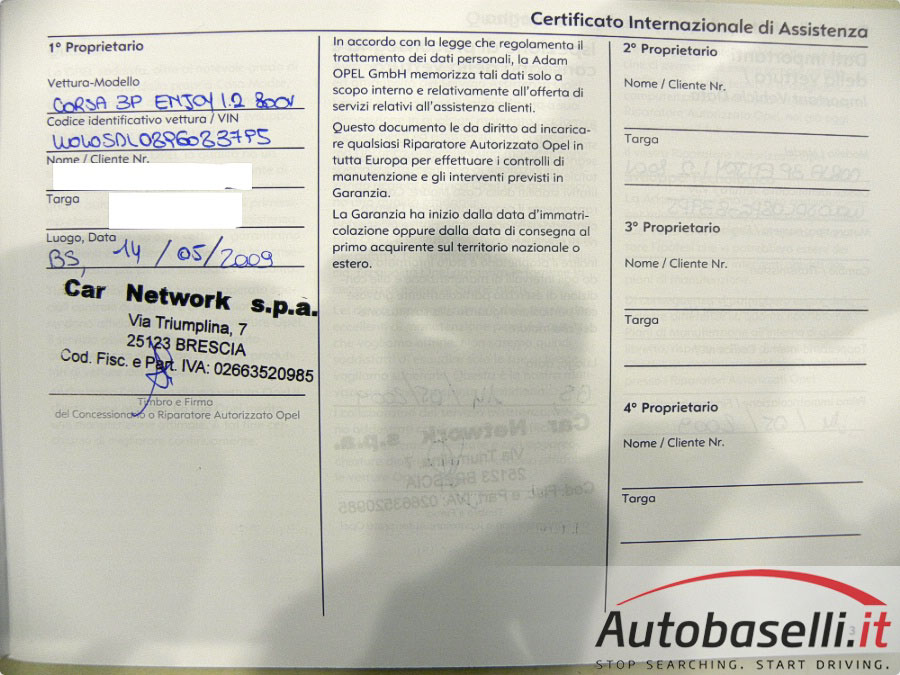 Certificato Internazionale di Assistenza
1° Proprietario
Vettura-Modello
CORSA 3P ENJOY 1.2 80CV
Codice identificativo vettura / VIN
W0L0SDL0896083795
Nome / Cliente Nr.
Targa
Luogo, Data
BS, 14 / 05 / 2009
Car Network s.p.a.
Via Triumplina, 7
25123 BRESCIA
Cod. Fisc. e Part. IVA: 02663520985
Timbro e Firma
del Concessionario o Riparatore Autorizzato Opel
In accordo con la legge che regolamenta il
trattamento dei dati personali, la Adam
OPEL GmbH memorizza tali dati solo a
scopo interno e relativamente all'offerta di
servizi relativi all'assistenza clienti.
Questo documento le da diritto ad incarica-
re qualsiasi Riparatore Autorizzato Opel in
tutta Europa per effettuare i controlli di
manutenzione e gli interventi previsti in
Garanzia.
La Garanzia ha inizio dalla data d'immatri-
colazione oppure dalla data di consegna al
primo acquirente sul territorio nazionale o
estero.
2° Proprietario
Nome / Cliente Nr.
Targa
3° Proprietario
Nome / Cliente Nr.
Targa
4° Proprietario
Nome / Cliente Nr.
Targa
3
Autobaselli.it
STOP SEARCHING. START DRIVING.